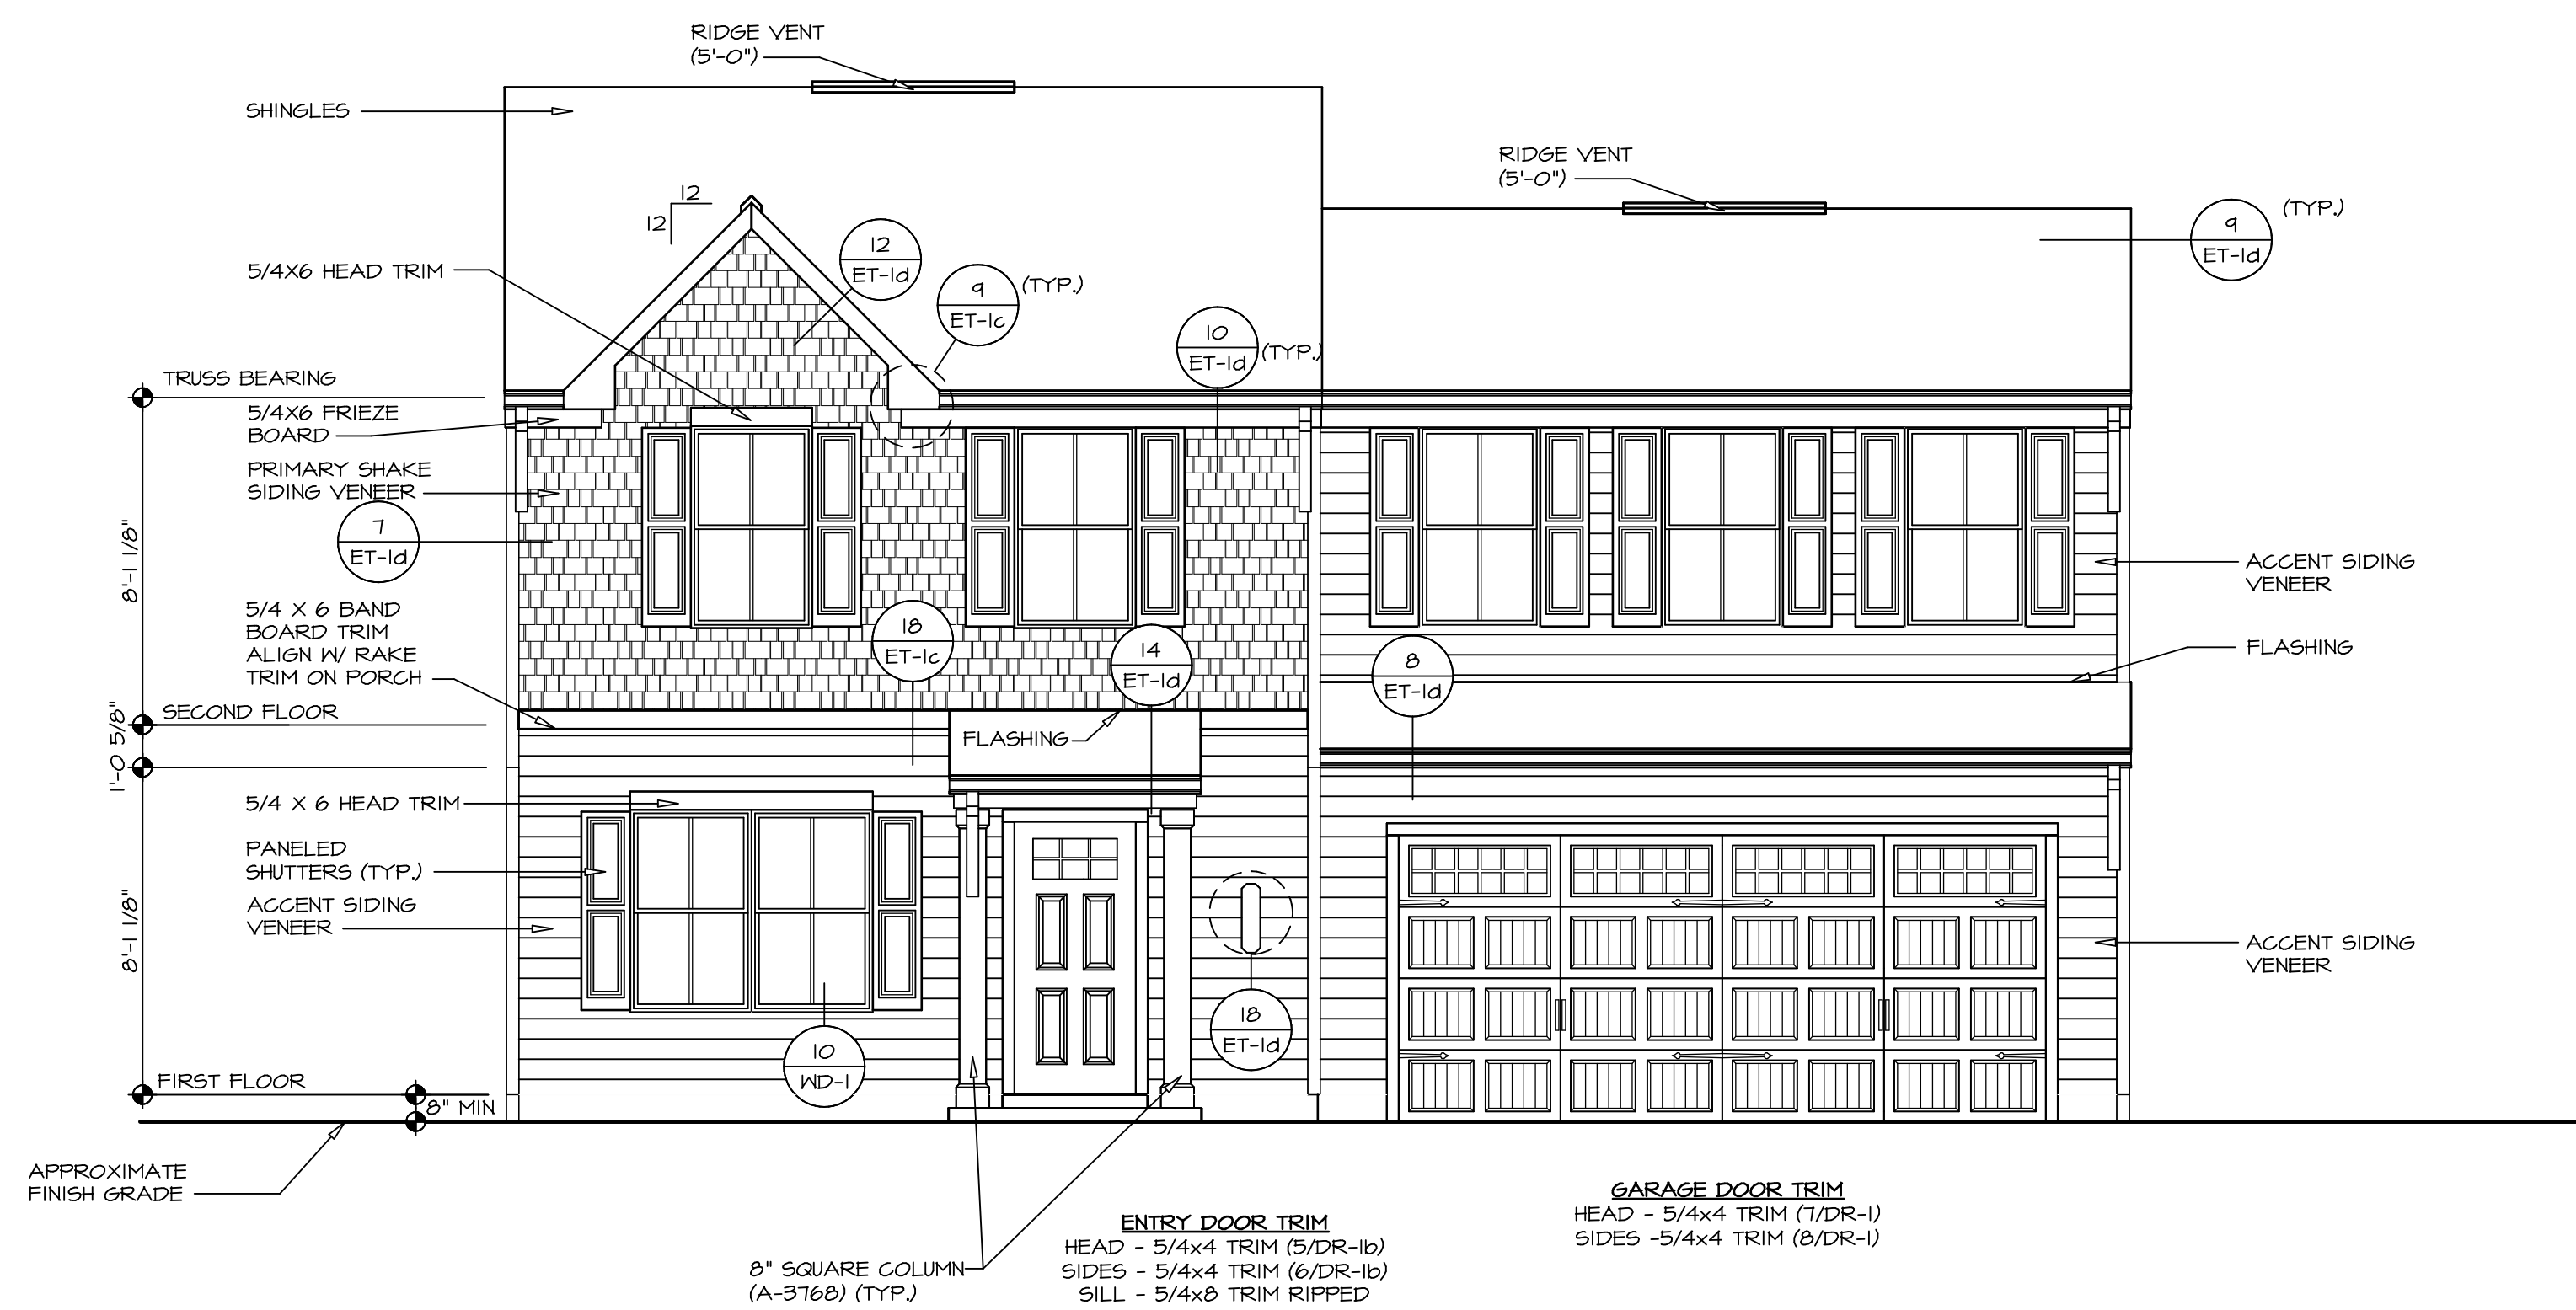 RIDGE VENT
(5'-0")
SHINGLES
RIDGE VENT
(5'-0")
12
12
9
ET-1d
(TYP.)
12
ET-1d
5/4X6 HEAD TRIM
9
ET-1c
(TYP.)
10
ET-1d
(TYP.)
TRUSS BEARING
5/4X6 FRIEZE
BOARD
PRIMARY SHAKE
SIDING VENEER
7
ET-1d
8'-1 1/8"
ACCENT SIDING
VENEER
5/4 X 6 BAND
BOARD TRIM
ALIGN W/ RAKE
TRIM ON PORCH
18
ET-1c
14
ET-1d
8
ET-1d
FLASHING
SECOND FLOOR
1'-0 5/8"
FLASHING
5/4 X 6 HEAD TRIM
PANELED
SHUTTERS (TYP.)
ACCENT SIDING
VENEER
8'-1 1/8"
ACCENT SIDING
VENEER
18
ET-1d
10
WD-1
FIRST FLOOR
8" MIN
APPROXIMATE
FINISH GRADE
8" SQUARE COLUMN
(A-3768) (TYP.)
ENTRY DOOR TRIM
HEAD - 5/4x4 TRIM (5/DR-1b)
SIDES - 5/4x4 TRIM (6/DR-1b)
SILL - 5/4x8 TRIM RIPPED
GARAGE DOOR TRIM
HEAD - 5/4x4 TRIM (7/DR-1)
SIDES -5/4x4 TRIM (8/DR-1)